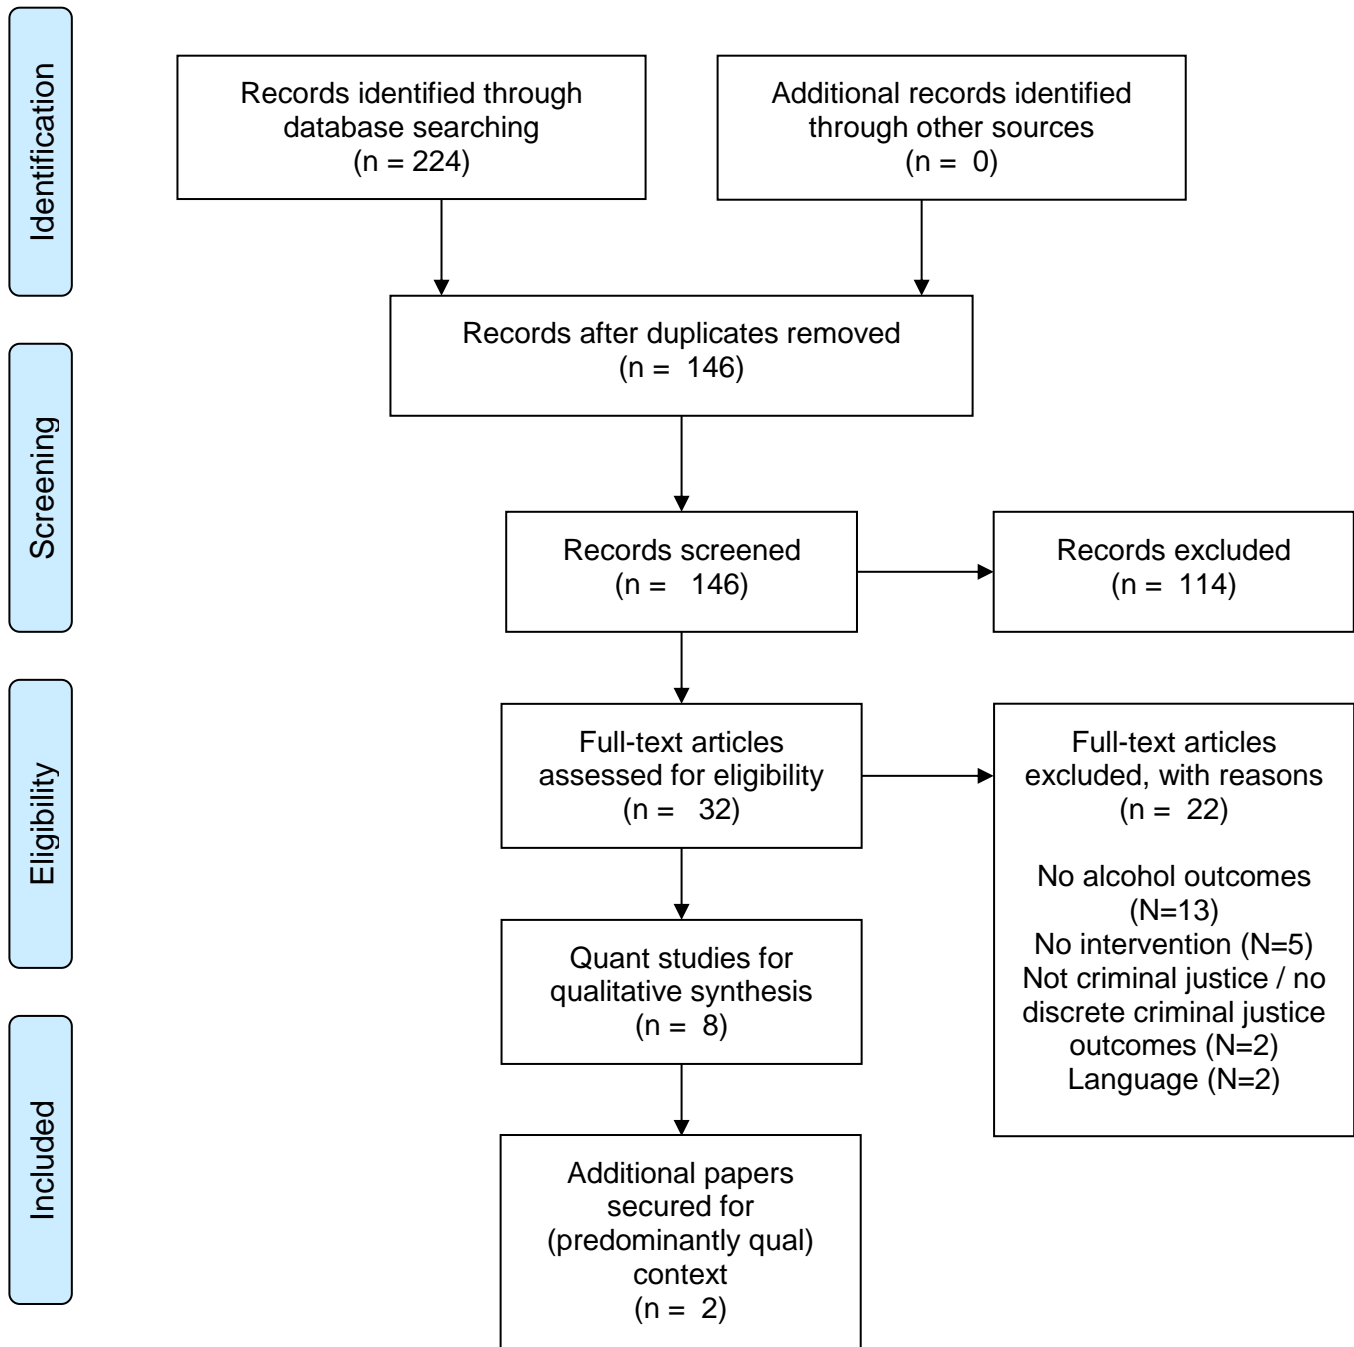 Identification
Records identified through
database searching
(n = 224)
Additional records identified
through other sources
(n = 0)
Records after duplicates removed
(n = 146)
Screening
Records screened
(n = 146)
Records excluded
(n = 114)
Eligibility
Full-text articles
assessed for eligibility
(n = 32)
Full-text articles
excluded, with reasons
(n = 22)
No alcohol outcomes
(N=13)
No intervention (N=5)
Not criminal justice / no
discrete criminal justice
outcomes (N=2)
Language (N=2)
Quant studies for
qualitative synthesis
(n = 8)
Included
Additional papers
secured for
(predominantly qual)
context
(n = 2)